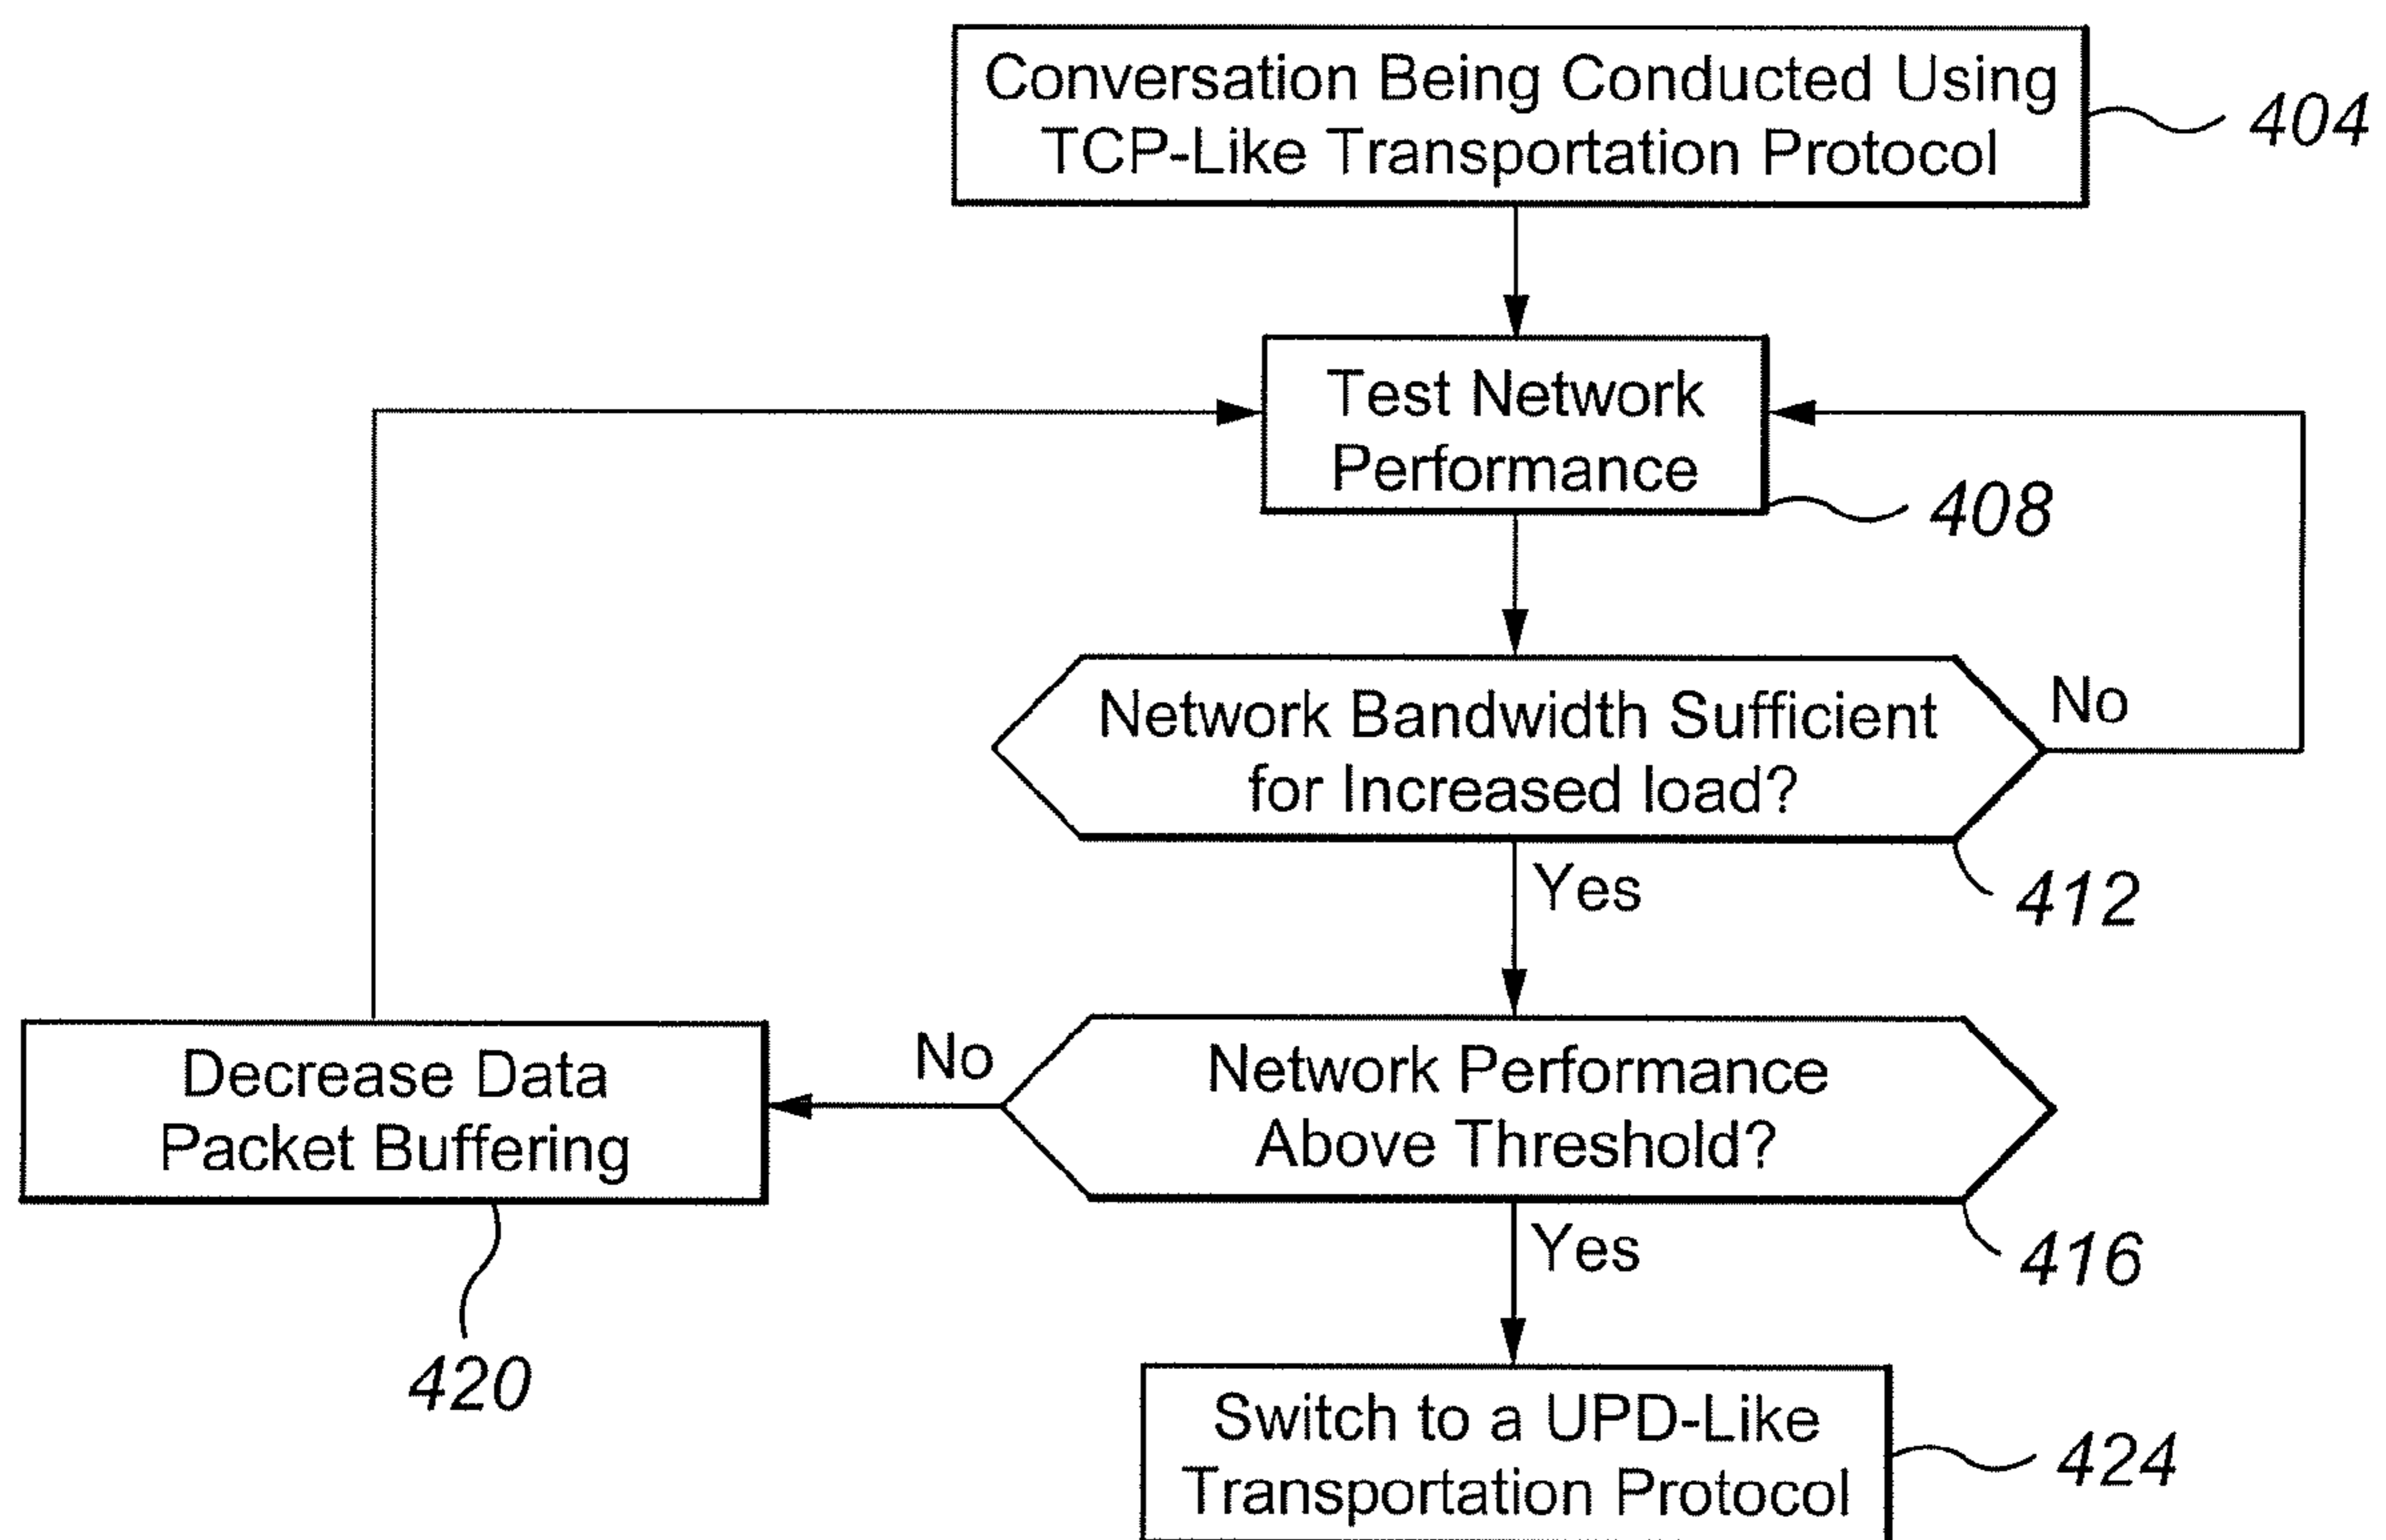 Conversation Being Conducted Using
TCP-Like Transportation Protocol
404
Test Network
Performance
408
Network Bandwidth Sufficient
for Increased load?
No
412
Yes
Network Performance
Above Threshold?
No
416
Decrease Data
Packet Buffering
420
Yes
Switch to a UPD-Like
Transportation Protocol
424